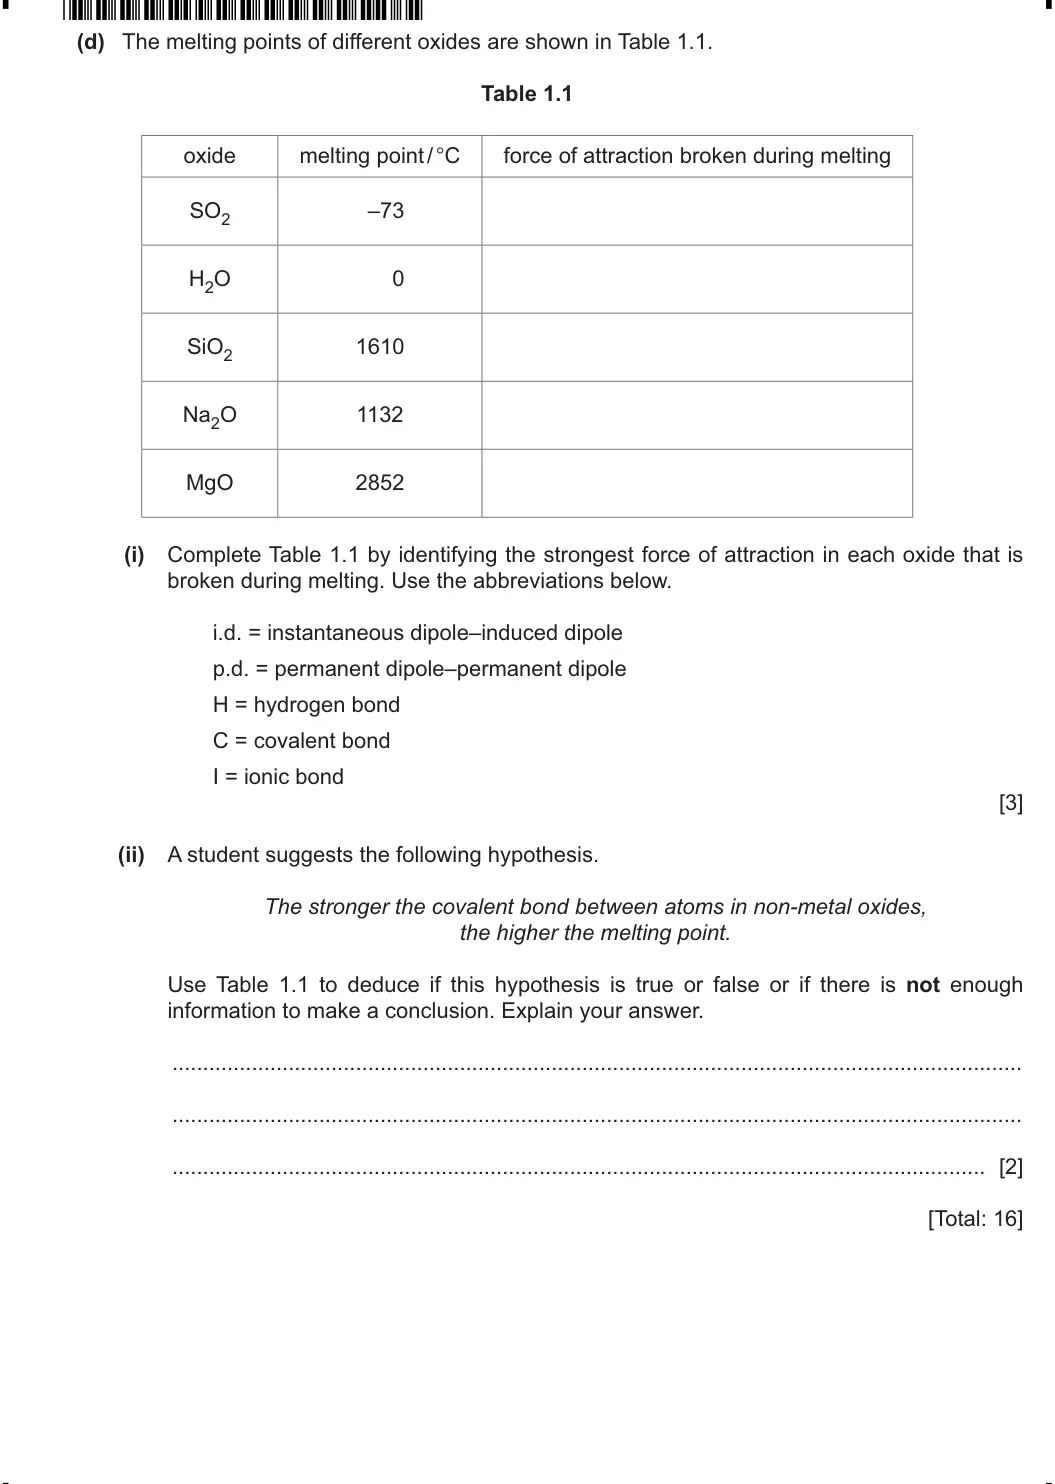 (d) The melting points of different oxides are shown in Table 1.1.
Table 1.1
oxide melting point / °C force of attraction broken during melting
SO₂ –73
H₂O 0
SiO₂ 1610
Na₂O 1132
MgO 2852
(i) Complete Table 1.1 by identifying the strongest force of attraction in each oxide that is
broken during melting. Use the abbreviations below.
i.d. = instantaneous dipole–induced dipole
p.d. = permanent dipole–permanent dipole
H = hydrogen bond
C = covalent bond
I = ionic bond
[3]
(ii) A student suggests the following hypothesis.
The stronger the covalent bond between atoms in non-metal oxides,
the higher the melting point.
Use Table 1.1 to deduce if this hypothesis is true or false or if there is not enough
information to make a conclusion. Explain your answer.
..............................................................................................................................................
..............................................................................................................................................
........................................................................................................................................ [2]
[Total: 16]